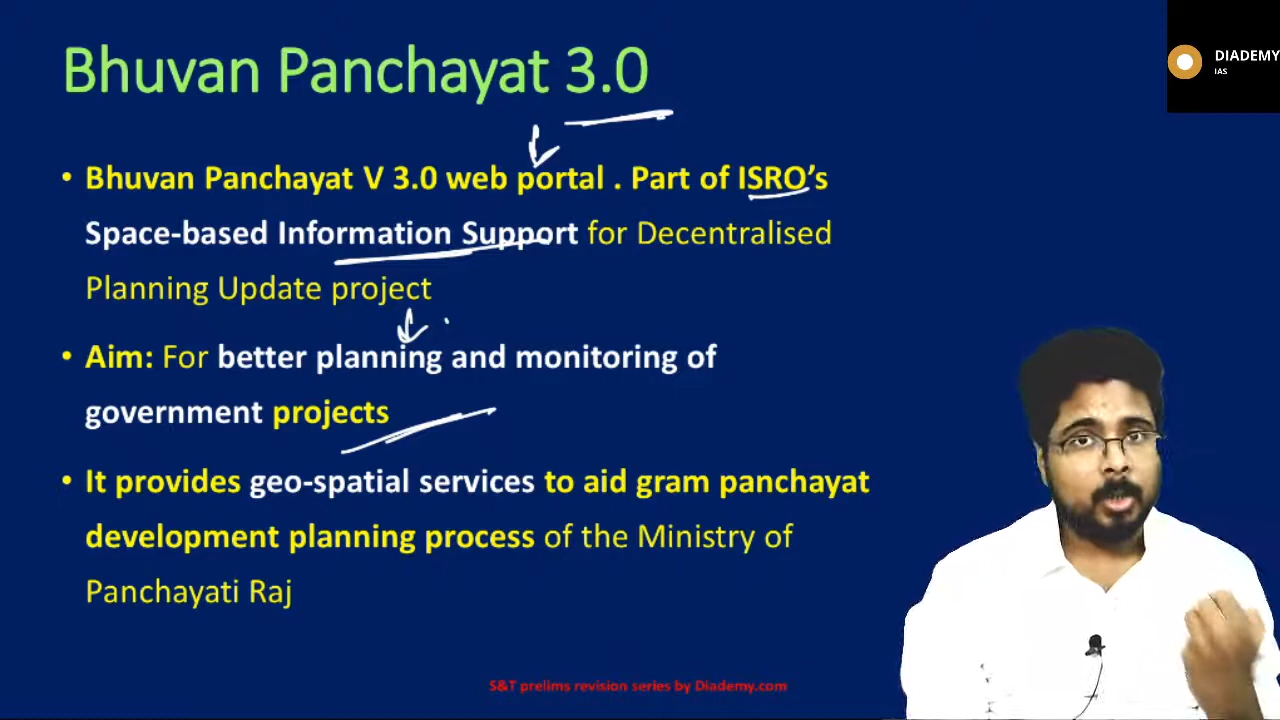 Bhuvan Panchayat 3.0
DIADEMY
IAS
• Bhuvan Panchayat V 3.0 web portal . Part of ISRO’s
Space-based Information Support for Decentralised
Planning Update project
• Aim: For better planning and monitoring of
government projects
• It provides geo-spatial services to aid gram panchayat
development planning process of the Ministry of
Panchayati Raj
S&T prelims revision series by Diademy.com